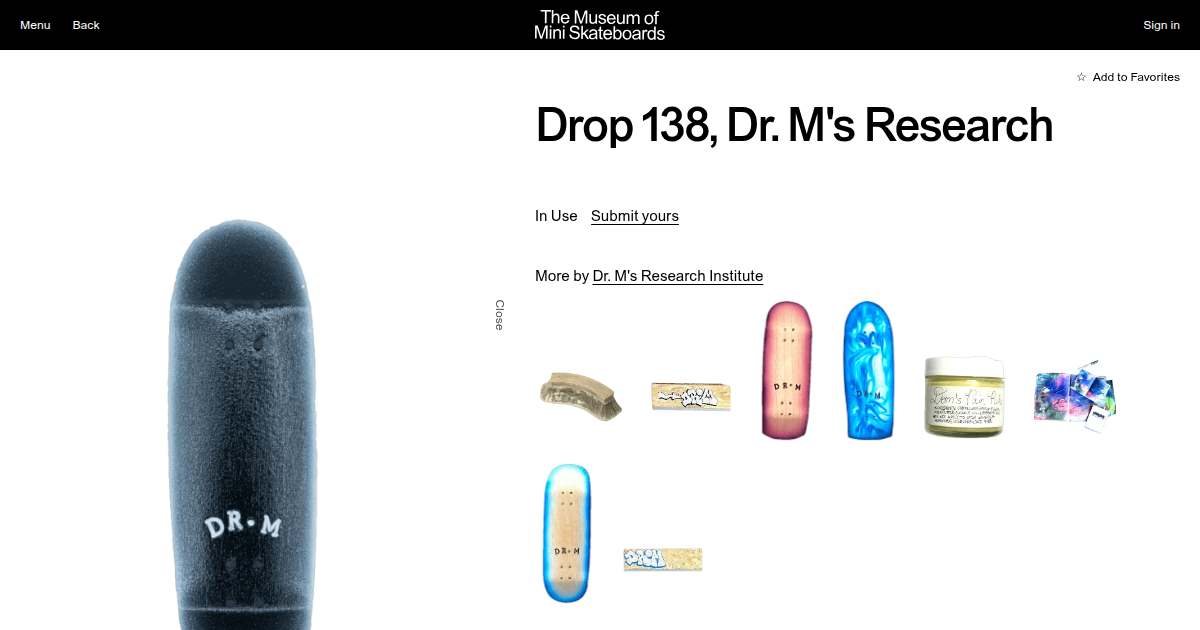 Menu
Back
The Museum of
Mini Skateboards
Sign in
☆ Add to Favorites
Drop 138, Dr. M's Research
In Use
Submit yours
More by Dr. M's Research Institute
Close
DR•M
DR•M
DR•M
DR•M